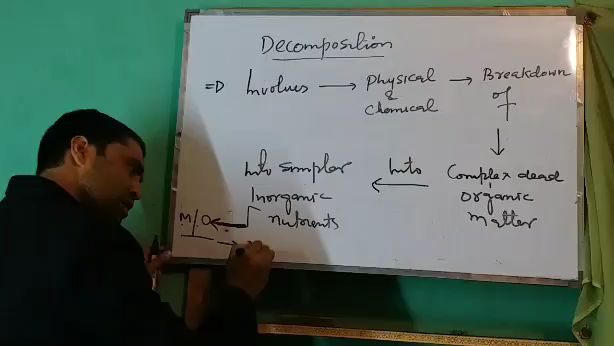 Decomposition
⇒ Involves → Physical & Chemical → Breakdown of
↓
Complex dead organic matter
← Into
Into simpler Inorganic nutrients
M/O